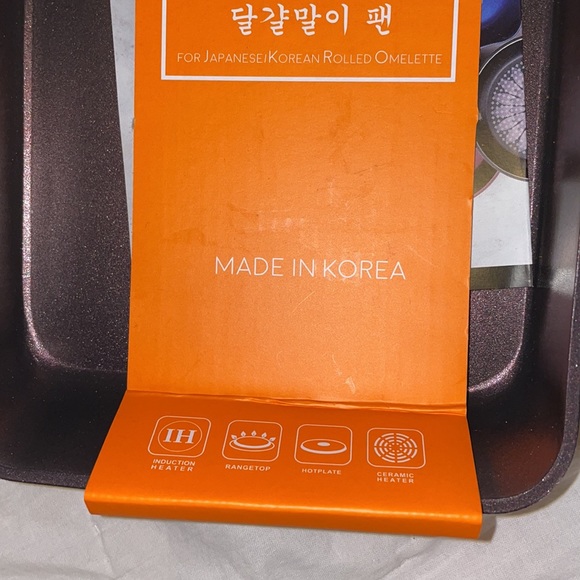 달걀말이 팬
FOR JAPANESE/KOREAN ROLLED OMELETTE
MADE IN KOREA
IH
INDUCTION
HEATER
RANGETOP
HOTPLATE
CERAMIC
HEATER